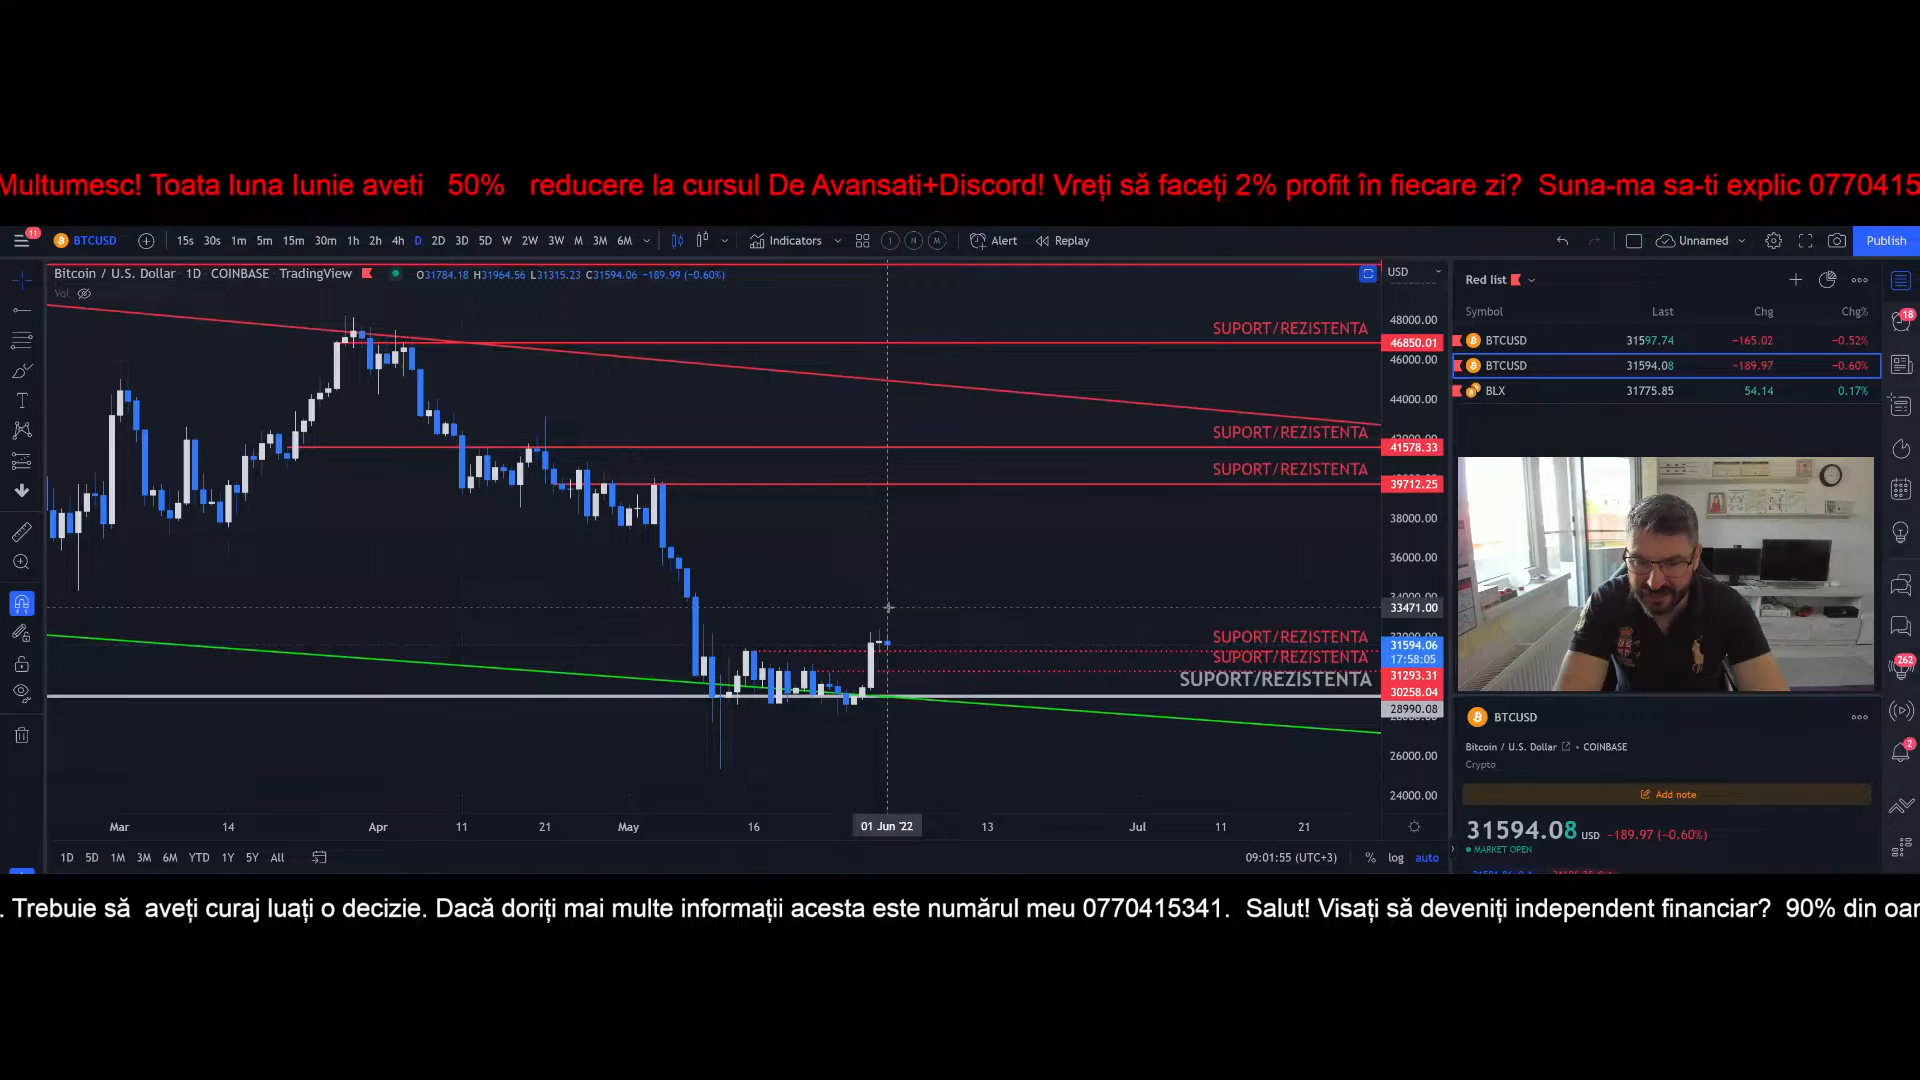 Multumesc! Toata luna Iunie aveti 50% reducere la cursul De Avansati+Discord! Vreți să faceți 2% profit în fiecare zi? Suna-ma sa-ti explic 0770415
11
BTCUSD 15s 30s 1m 5m 15m 30m 1h 2h 4h D 2D 3D 5D W 2W 3W M 3M 6M Indicators I N M Alert Replay Unnamed Publish
Bitcoin / U.S. Dollar 1D COINBASE TradingView O31784.18 H31964.56 L31315.23 C31594.06 −189.99 (−0.60%)
Vol
USD
48000.00
SUPORT/REZISTENTA
46850.01
46000.00
44000.00
SUPORT/REZISTENTA
41578.33
SUPORT/REZISTENTA
39712.25
38000.00
36000.00
34000.00
33471.00
SUPORT/REZISTENTA
31594.06
17:58:05
SUPORT/REZISTENTA
31293.31
SUPORT/REZISTENTA
30258.04
28990.08
26000.00
24000.00
Mar 14 Apr 11 21 May 16 01 Jun '22 13 Jul 11 21
1D 5D 1M 3M 6M YTD 1Y 5Y All 09:01:55 (UTC+3) % log auto
Red list
Symbol Last Chg Chg%
BTCUSD 31597.74 −165.02 −0.52%
BTCUSD 31594.08 −189.97 −0.60%
BLX 31775.85 54.14 0.17%
BTCUSD
Bitcoin / U.S. Dollar • COINBASE
Crypto
Add note
31594.08 USD −189.97 (−0.60%)
MARKET OPEN
18
262
2
. Trebuie să aveți curaj luați o decizie. Dacă doriți mai multe informații acesta este numărul meu 0770415341. Salut! Visați să deveniți independent financiar? 90% din oar